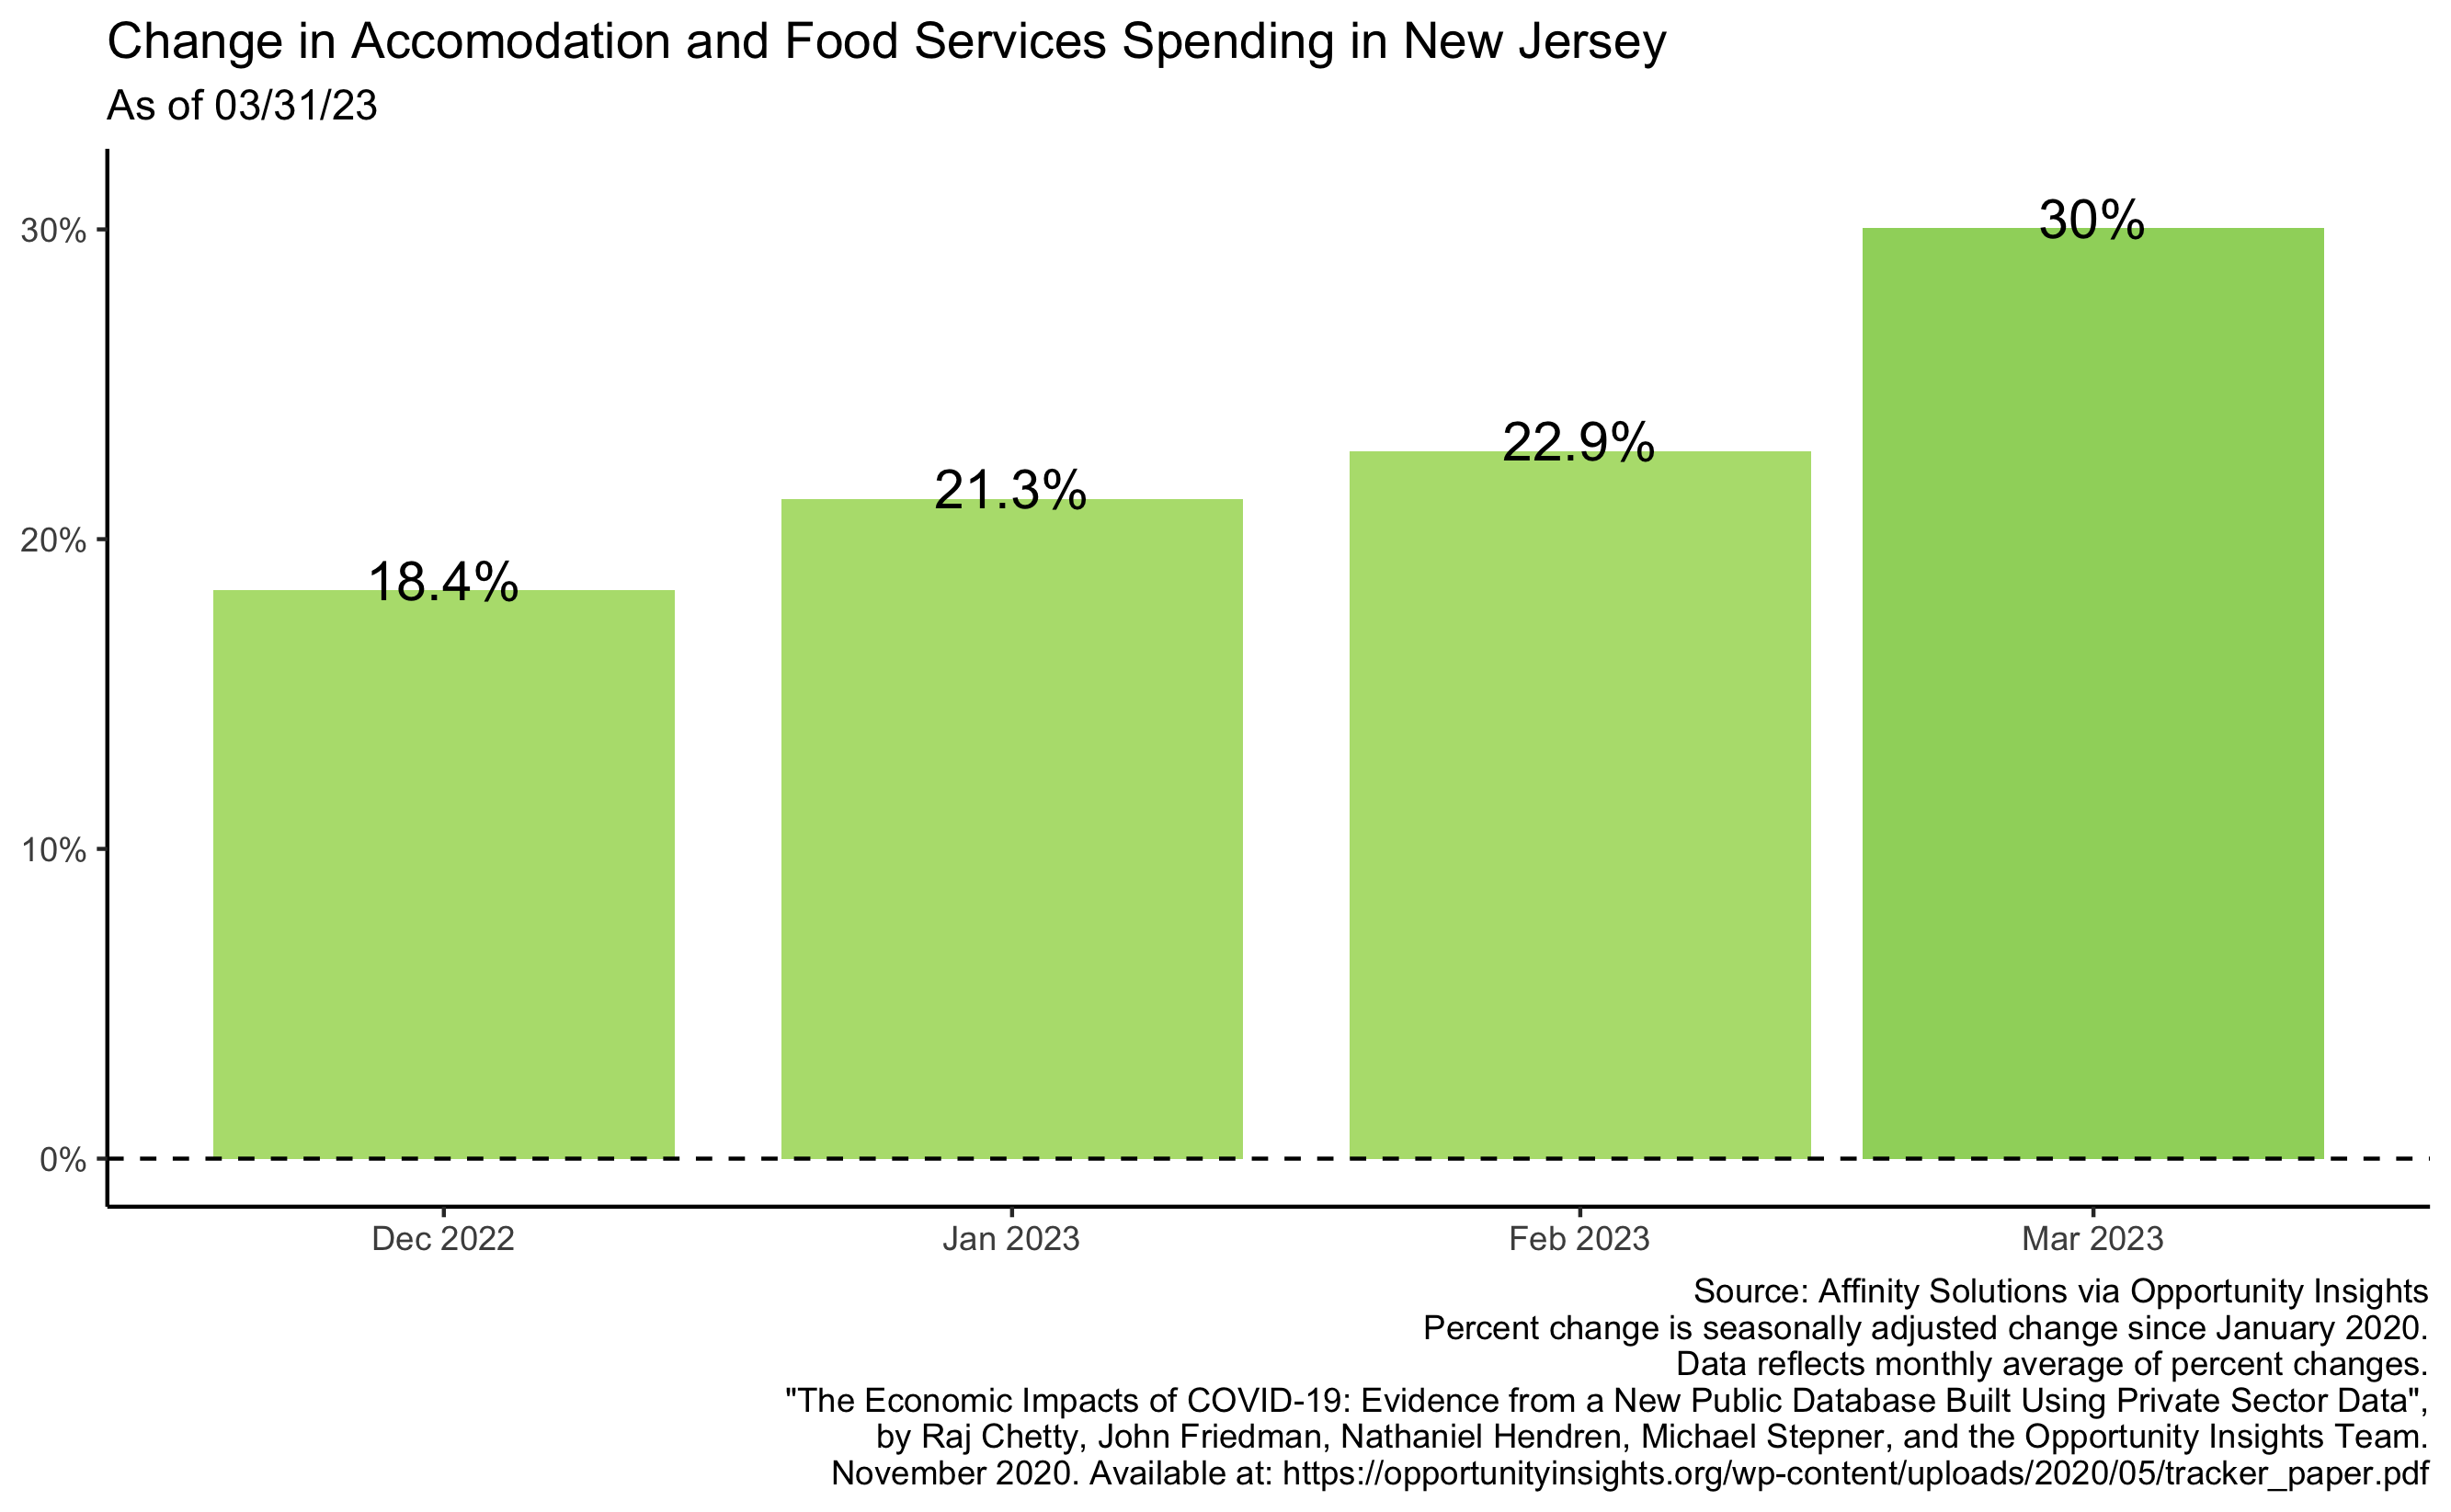 Change in Accomodation and Food Services Spending in New Jersey
As of 03/31/23
30%
20%
10%
0%
18.4%
21.3%
22.9%
30%
Dec 2022
Jan 2023
Feb 2023
Mar 2023
Source: Affinity Solutions via Opportunity Insights
Percent change is seasonally adjusted change since January 2020.
Data reflects monthly average of percent changes.
"The Economic Impacts of COVID-19: Evidence from a New Public Database Built Using Private Sector Data",
by Raj Chetty, John Friedman, Nathaniel Hendren, Michael Stepner, and the Opportunity Insights Team.
November 2020. Available at: https://opportunityinsights.org/wp-content/uploads/2020/05/tracker_paper.pdf